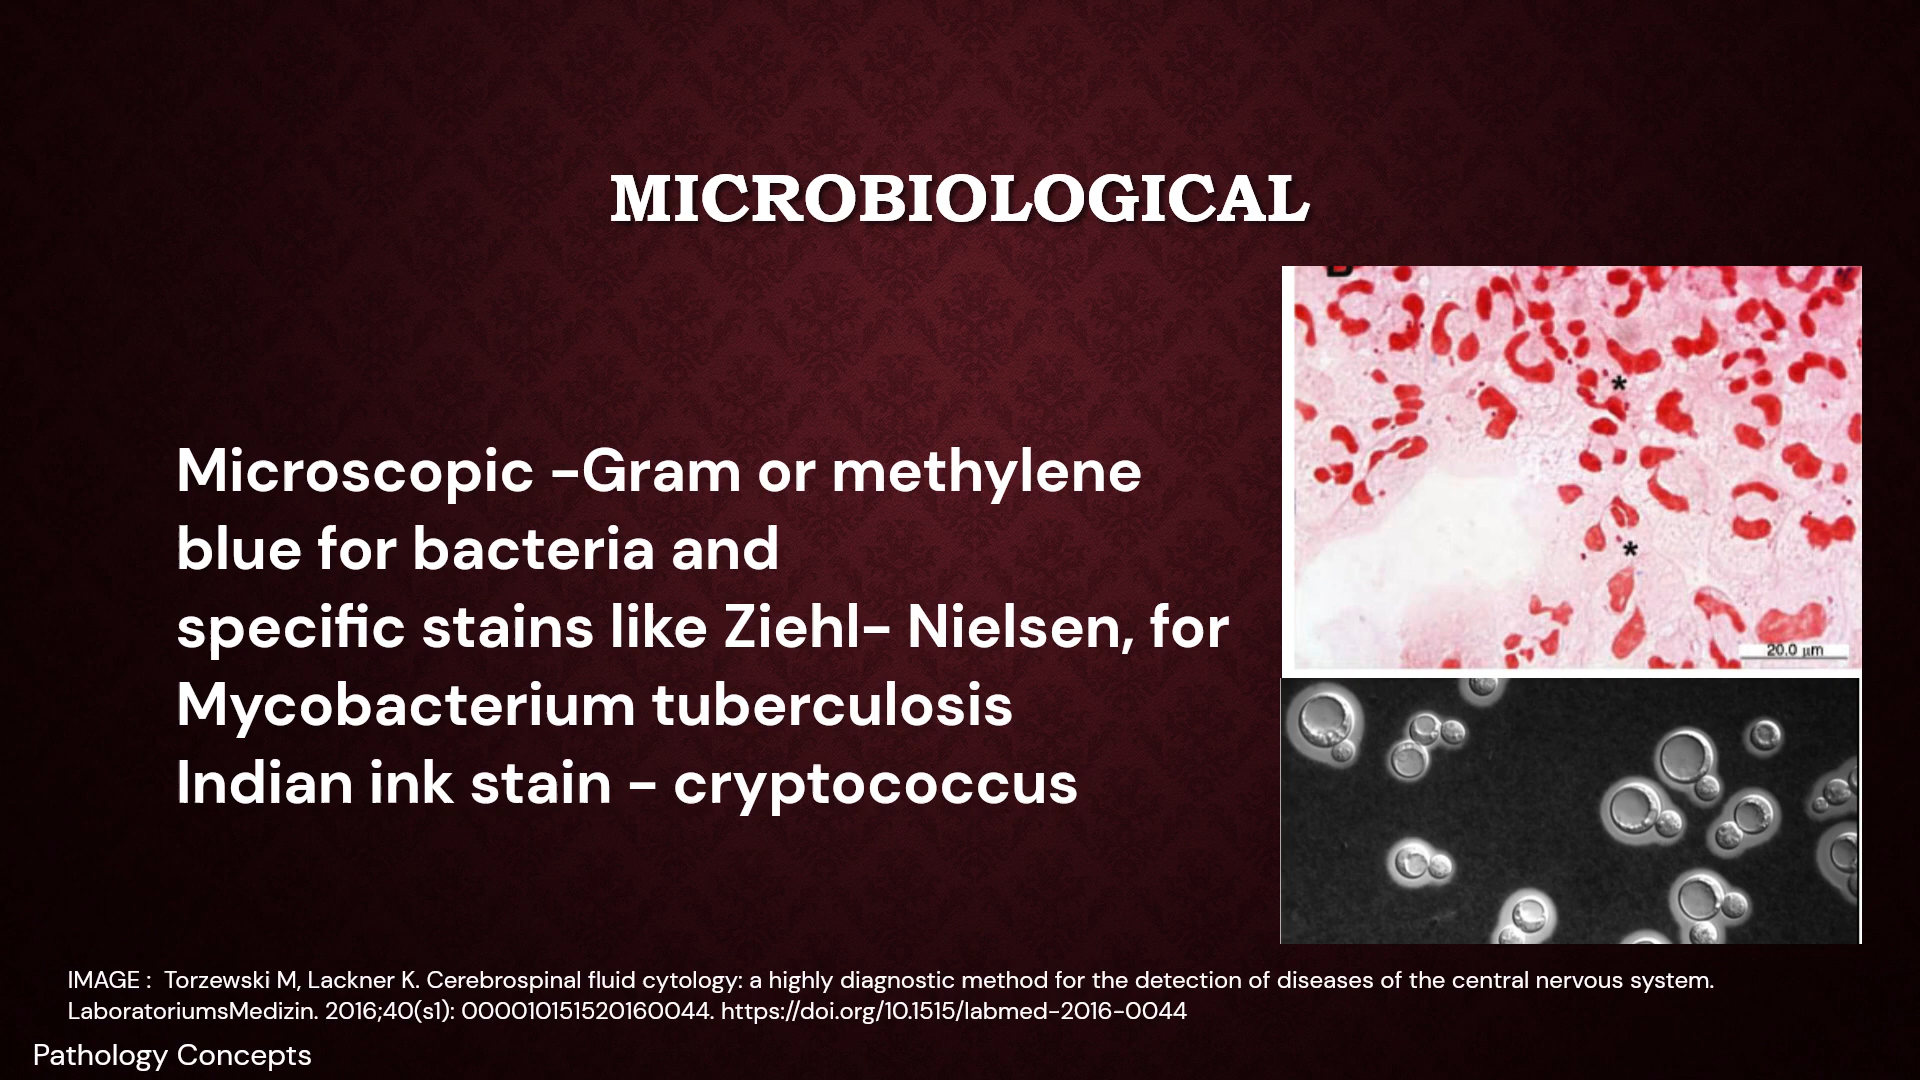 MICROBIOLOGICAL
Microscopic -Gram or methylene
blue for bacteria and
specific stains like Ziehl- Nielsen, for
Mycobacterium tuberculosis
Indian ink stain - cryptococcus
*
*
20.0 µm
IMAGE : Torzewski M, Lackner K. Cerebrospinal fluid cytology: a highly diagnostic method for the detection of diseases of the central nervous system.
LaboratoriumsMedizin. 2016;40(s1): 000010151520160044. https://doi.org/10.1515/labmed-2016-0044
Pathology Concepts